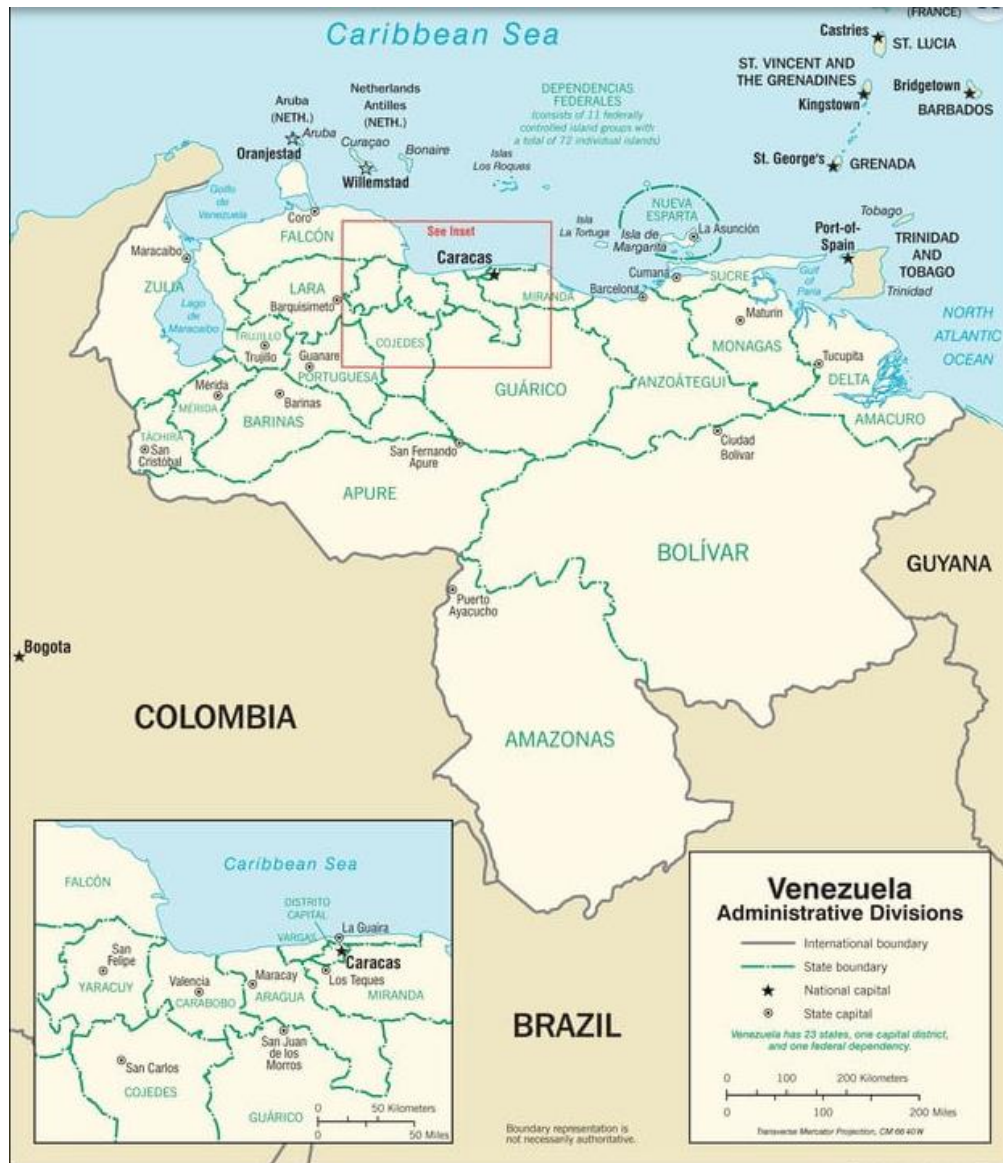 Caribbean Sea
(FRANCE)
Castries
ST. LUCIA
ST. VINCENT AND
THE GRENADINES
Kingstown
Bridgetown
BARBADOS
St. George's
GRENADA
Netherlands
Antilles
(NETH.)
Aruba
(NETH.)
Aruba
Oranjestad
Curaçao
Bonaire
Willemstad
DEPENDENCIAS
FEDERALES
(consists of 11 federally
controlled island groups with
a total of 72 individual islands)
Islas
Los Roques
Golfo
de
Venezuela
Coro
FALCÓN
See Inset
Caracas
Isla
La Tortuga
NUEVA
ESPARTA
Isla de
Margarita
La Asunción
Tobago
Port-of-
Spain
TRINIDAD
AND
TOBAGO
Trinidad
Maracaibo
ZULIA
Lago
de
Maracaibo
LARA
Barquisimeto
MIRANDA
Barcelona
Cumaná
SUCRE
Gulf
of
Paria
NORTH
ATLANTIC
OCEAN
TRUJILLO
Trujillo
COJEDES
Guanare
PORTUGUESA
GUÁRICO
ANZOÁTEGUI
Maturín
MONAGAS
Tucupita
DELTA
AMACURO
Mérida
MÉRIDA
Barinas
BARINAS
TÁCHIRA
San
Cristóbal
San Fernando
Apure
Ciudad
Bolivar
APURE
BOLÍVAR
GUYANA
Puerto
Ayacucho
Bogota
COLOMBIA
AMAZONAS
BRAZIL
Caribbean Sea
FALCÓN
DISTRITO
CAPITAL
VARGAS
La Guaira
Caracas
San
Felipe
YARACUY
Valencia
CARABOBO
Maracay
ARAGUA
Los Teques
MIRANDA
San Carlos
COJEDES
San Juan
de los
Morros
GUÁRICO
0 50 Kilometers
0 50 Miles
Boundary representation is
not necessarily authoritative.
Venezuela
Administrative Divisions
International boundary
State boundary
National capital
State capital
Venezuela has 23 states, one capital district,
and one federal dependency.
0 100 200 Kilometers
0 100 200 Miles
Transverse Mercator Projection, CM 66 40 W